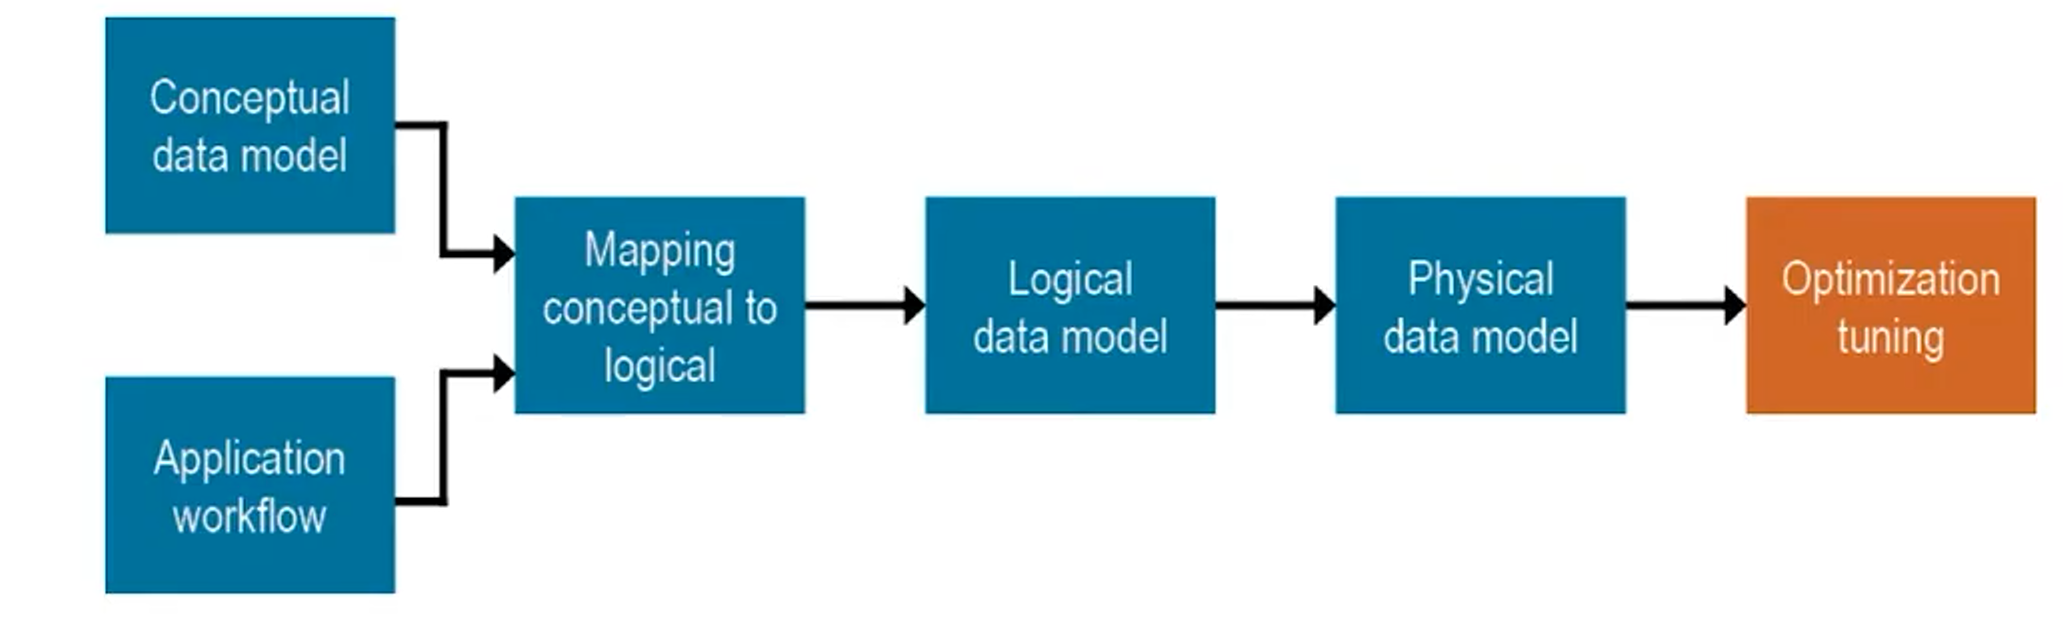 Conceptual
data model
Application
workflow
Mapping
conceptual to
logical
Logical
data model
Physical
data model
Optimization
tuning